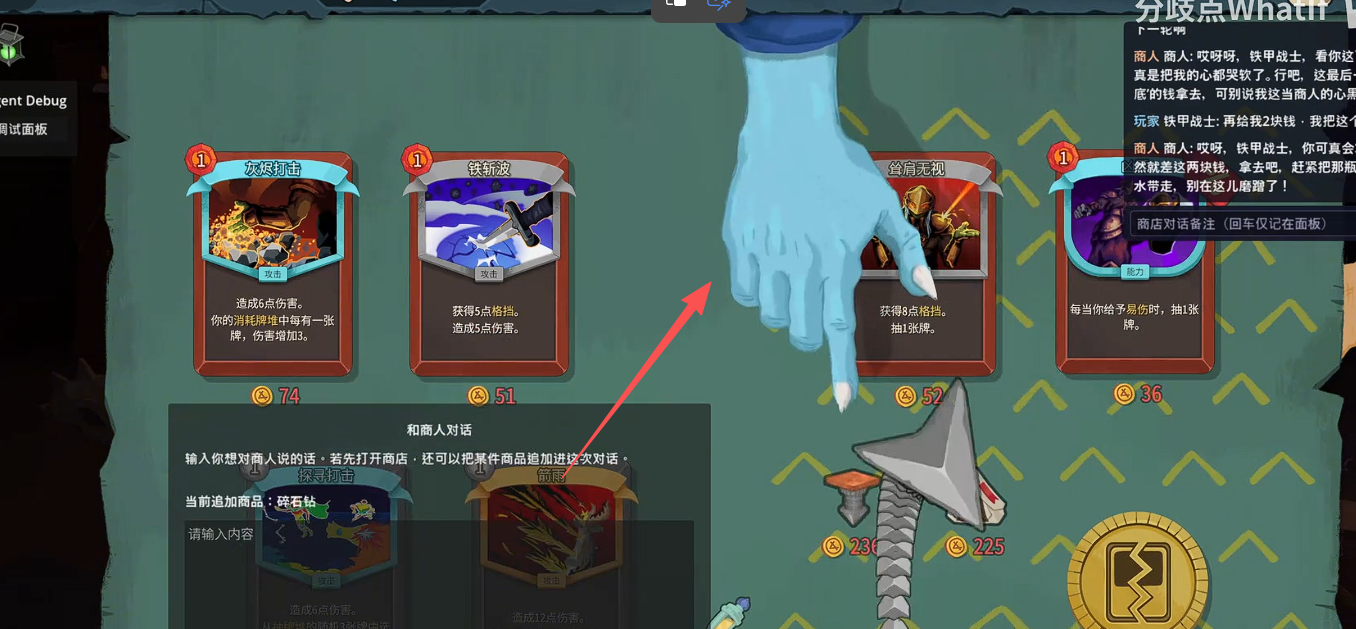 分歧点WhatIf
下一轮啊
gent Debug
调试面板
商人 商人: 哎呀呀，铁甲战士，看你这
真是把我的心都哭软了。行吧，这最后
底’的钱拿去，可别说我这当商人的心黑
玩家 铁甲战士: 再给我2块钱，我把这个
商人 商人: 哎呀，铁甲战士，你可真会
然就差这两块钱，拿去吧，赶紧把那瓶
水带走，别在这儿磨蹭了！
商店对话备注（回车仅记在面板）
1
灰烬打击
攻击
造成6点伤害。
你的消耗牌堆中每有一张
牌，伤害增加3。
74
1
铁斩波
攻击
获得5点格挡。
造成5点伤害。
51
耸肩无视
获得8点格挡。
抽1张牌。
52
1
能力
每当你给予易伤时，抽1张
牌。
36
和商人对话
输入你想对商人说的话。若先打开商店，还可以把某件商品追加进这次对话。
当前追加商品：碎石钻
请输入内容
1
探寻打击
攻击
造成6点伤害。
1
箭雨
攻击
造成12点伤害。
236
225